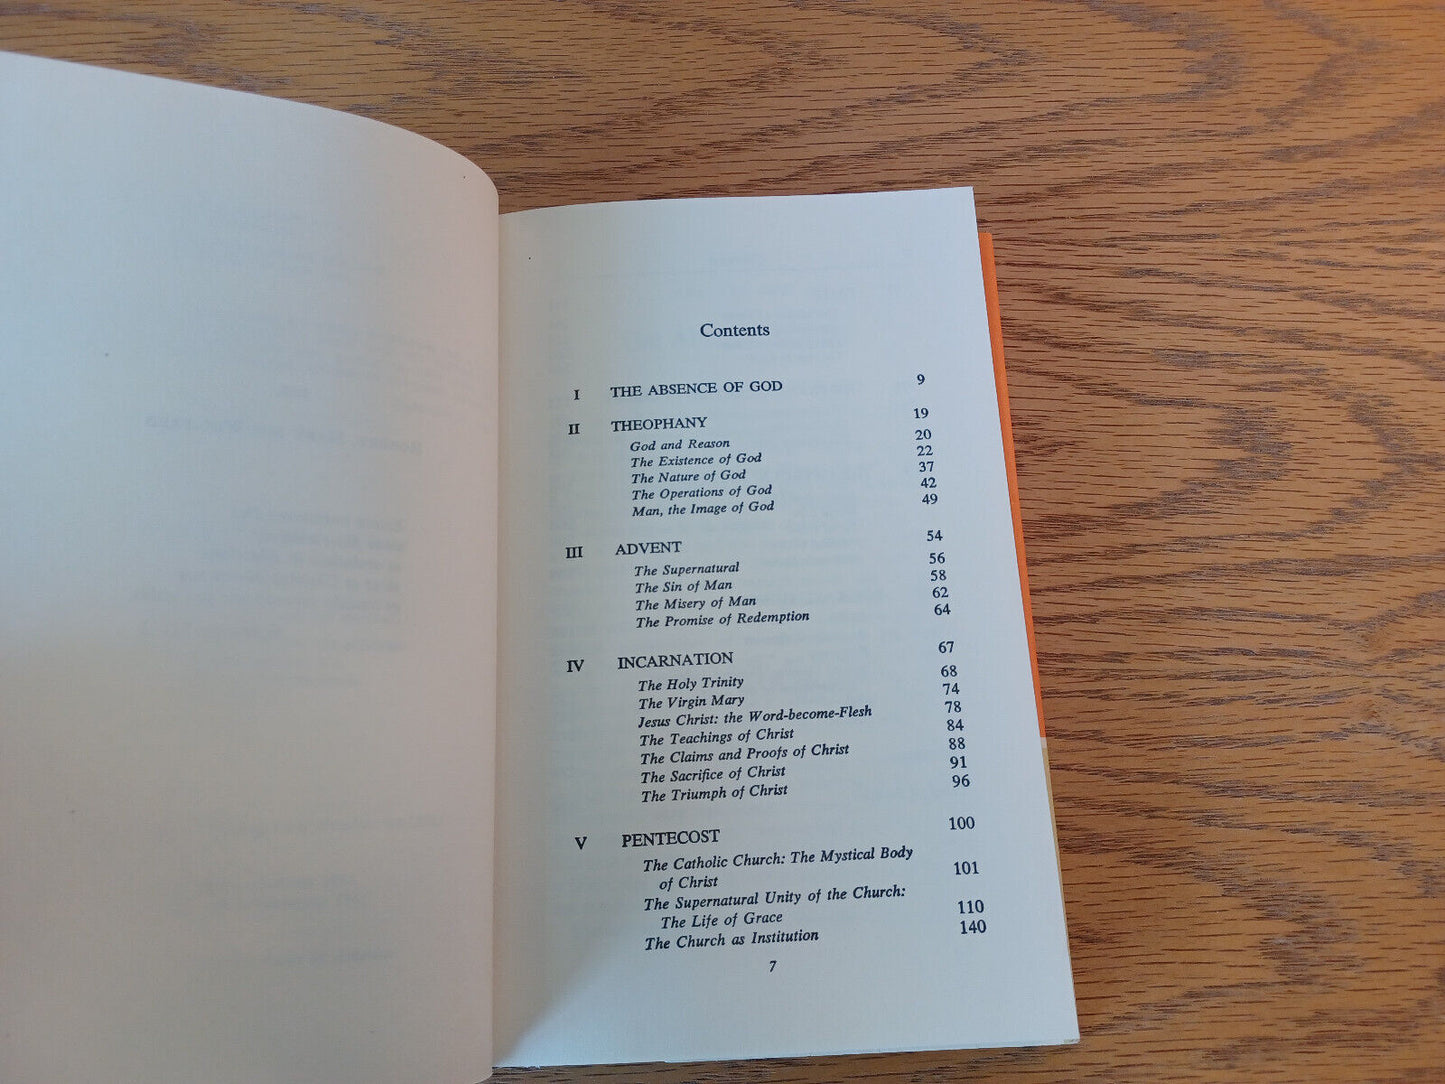 Contents
I THE ABSENCE OF GOD 9
II THEOPHANY 19
God and Reason 20
The Existence of God 22
The Nature of God 37
The Operations of God 42
Man, the Image of God 49
III ADVENT 54
The Supernatural 56
The Sin of Man 58
The Misery of Man 62
The Promise of Redemption 64
IV INCARNATION 67
The Holy Trinity 68
The Virgin Mary 74
Jesus Christ: the Word-become-Flesh 78
The Teachings of Christ 84
The Claims and Proofs of Christ 88
The Sacrifice of Christ 91
The Triumph of Christ 96
V PENTECOST 100
The Catholic Church: The Mystical Body
of Christ 101
The Supernatural Unity of the Church:
The Life of Grace 110
The Church as Institution 140
7